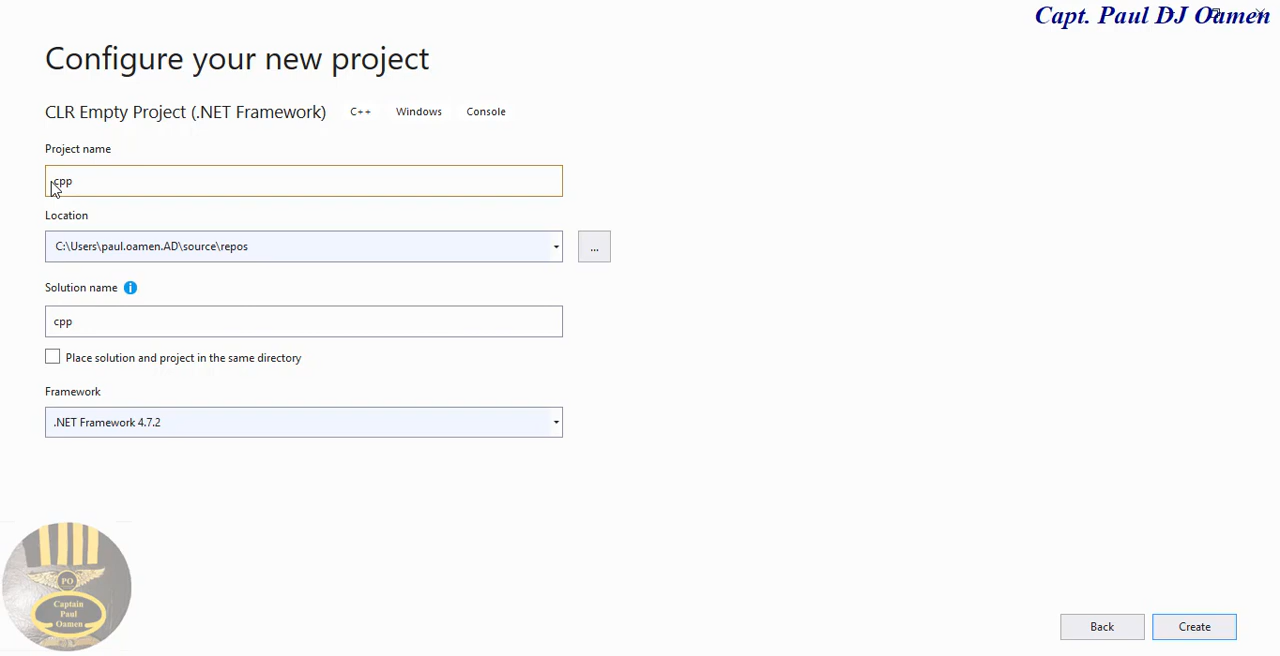 Capt. Paul DJ Oamen
Configure your new project
CLR Empty Project (.NET Framework) C++ Windows Console
Project name
cpp
Location
C:\Users\paul.oamen.AD\source\repos
...
Solution name
cpp
Place solution and project in the same directory
Framework
.NET Framework 4.7.2
PO
Captain
Paul
Oamen
Back Create